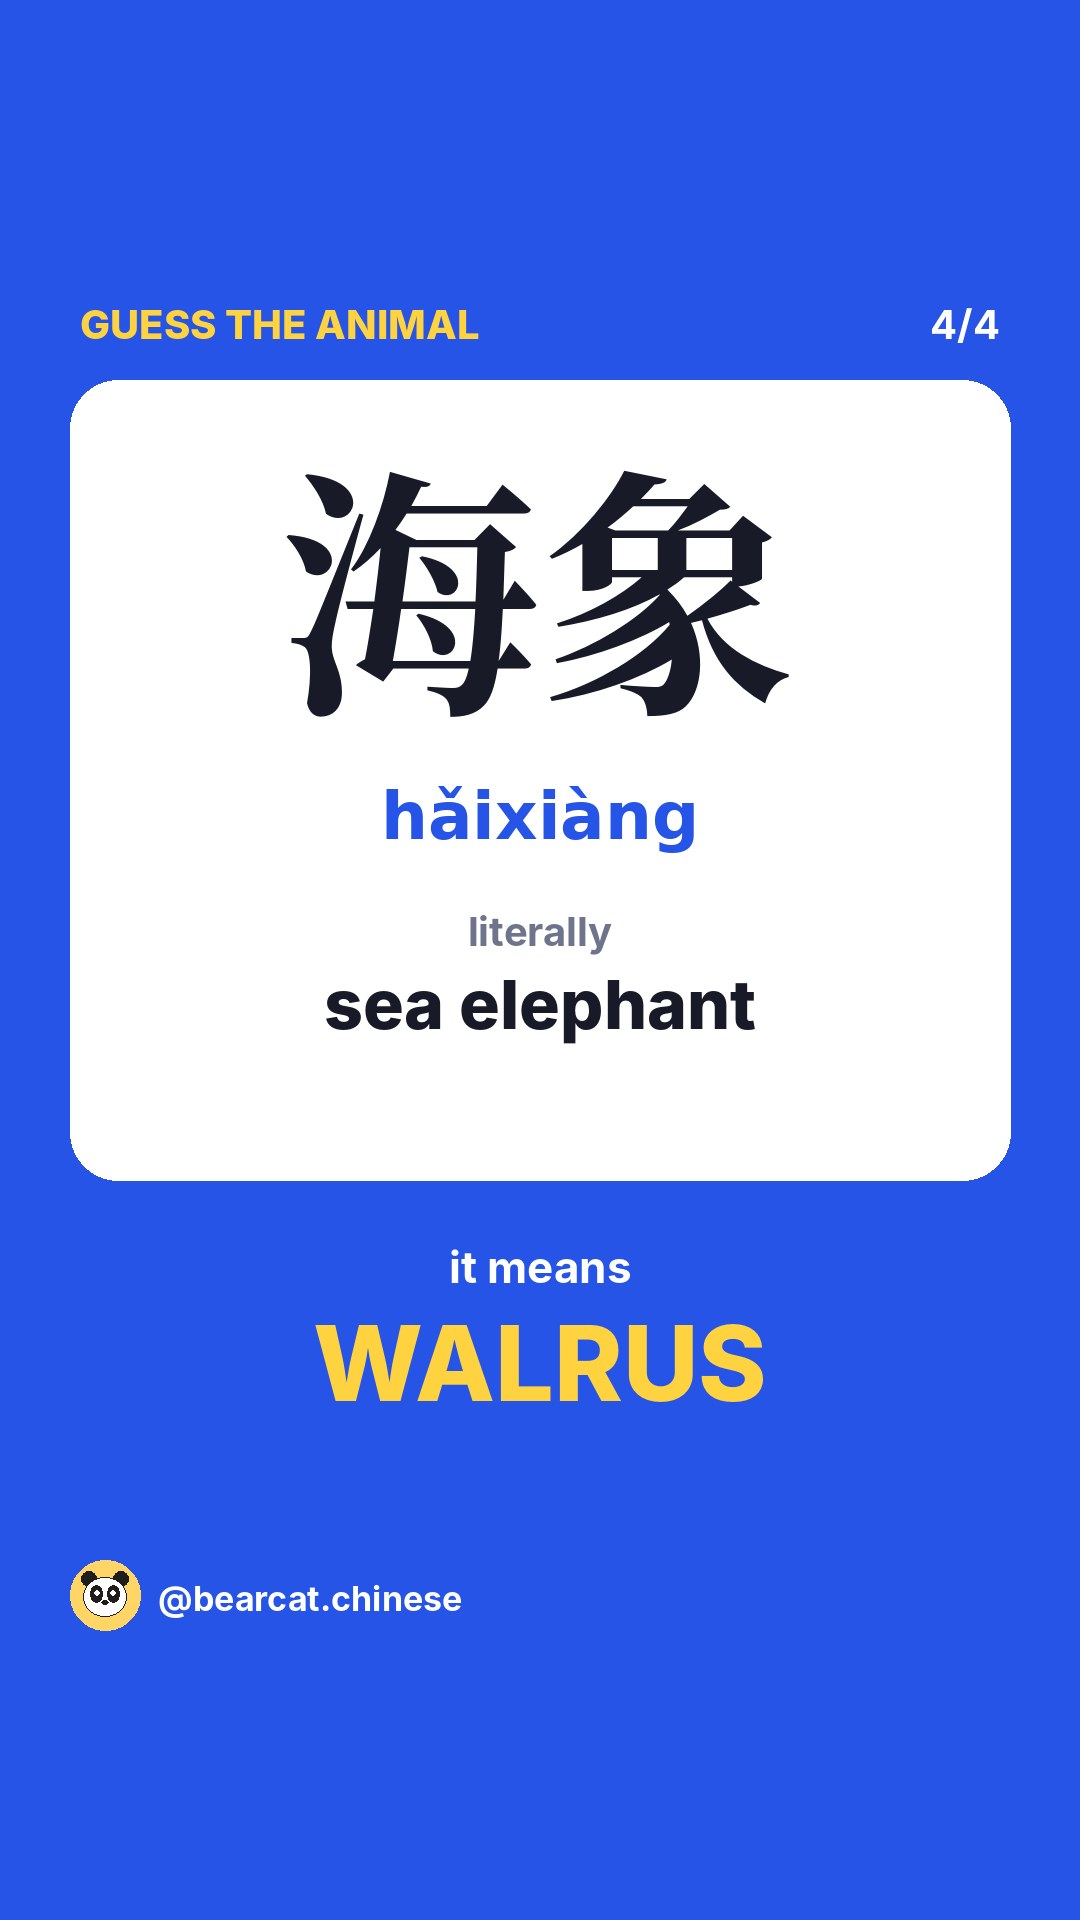 GUESS THE ANIMAL
4/4
海象
hǎixiàng
literally
sea elephant
it means
WALRUS
@bearcat.chinese